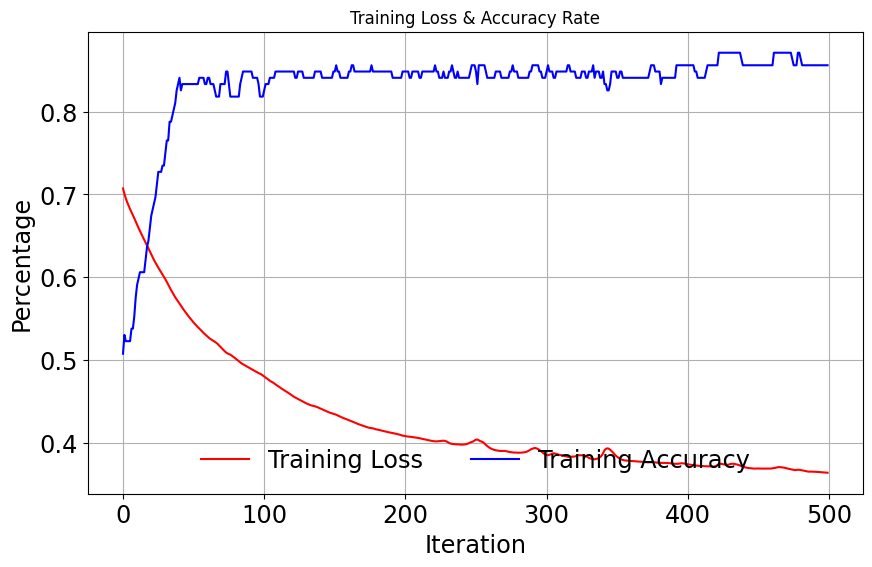 Training Loss & Accuracy Rate
Percentage
0.8
0.7
0.6
0.5
0.4
Training Loss
Training Accuracy
0 100 200 300 400 500
Iteration